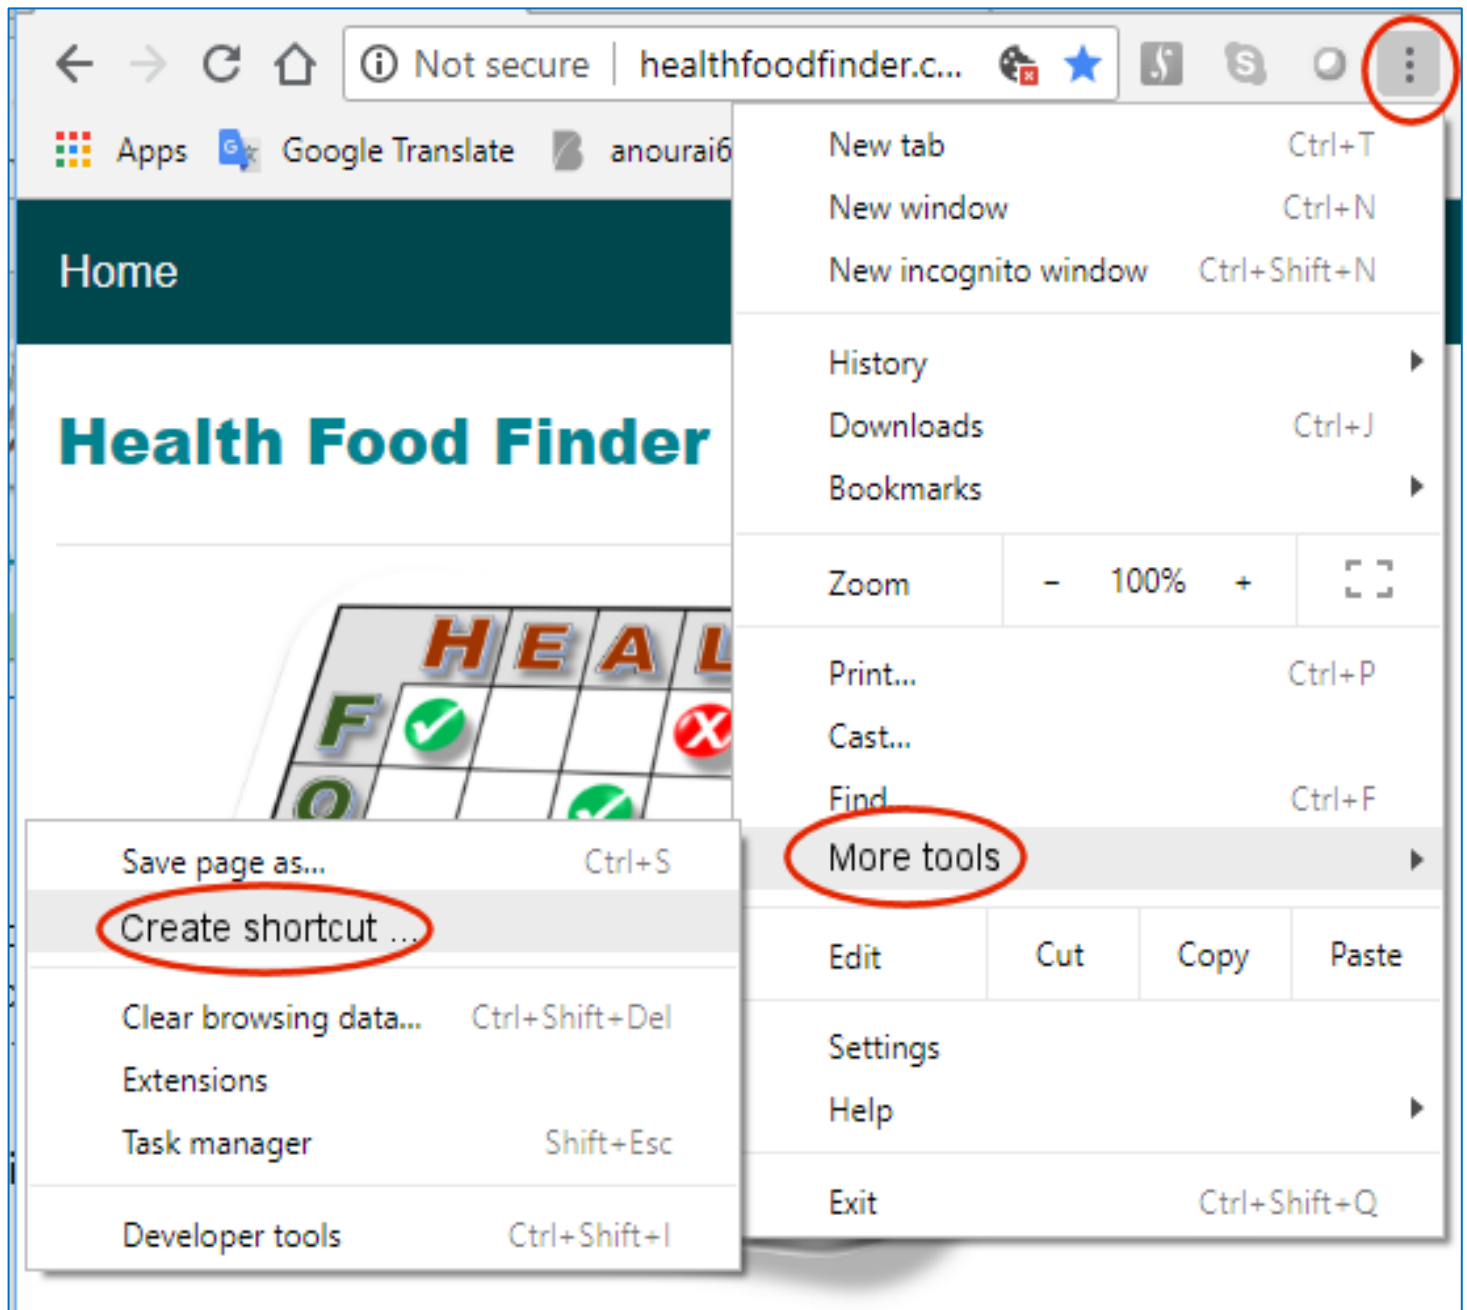 Not secure | healthfoodfinder.c...
Apps Google Translate anourai6
Home
Health Food Finder
H E A L
F
O
New tab Ctrl+T
New window Ctrl+N
New incognito window Ctrl+Shift+N
History
Downloads Ctrl+J
Bookmarks
Zoom - 100% +
Print... Ctrl+P
Cast...
Find... Ctrl+F
More tools
Edit Cut Copy Paste
Settings
Help
Exit Ctrl+Shift+Q
Save page as... Ctrl+S
Create shortcut ...
Clear browsing data... Ctrl+Shift+Del
Extensions
Task manager Shift+Esc
Developer tools Ctrl+Shift+I